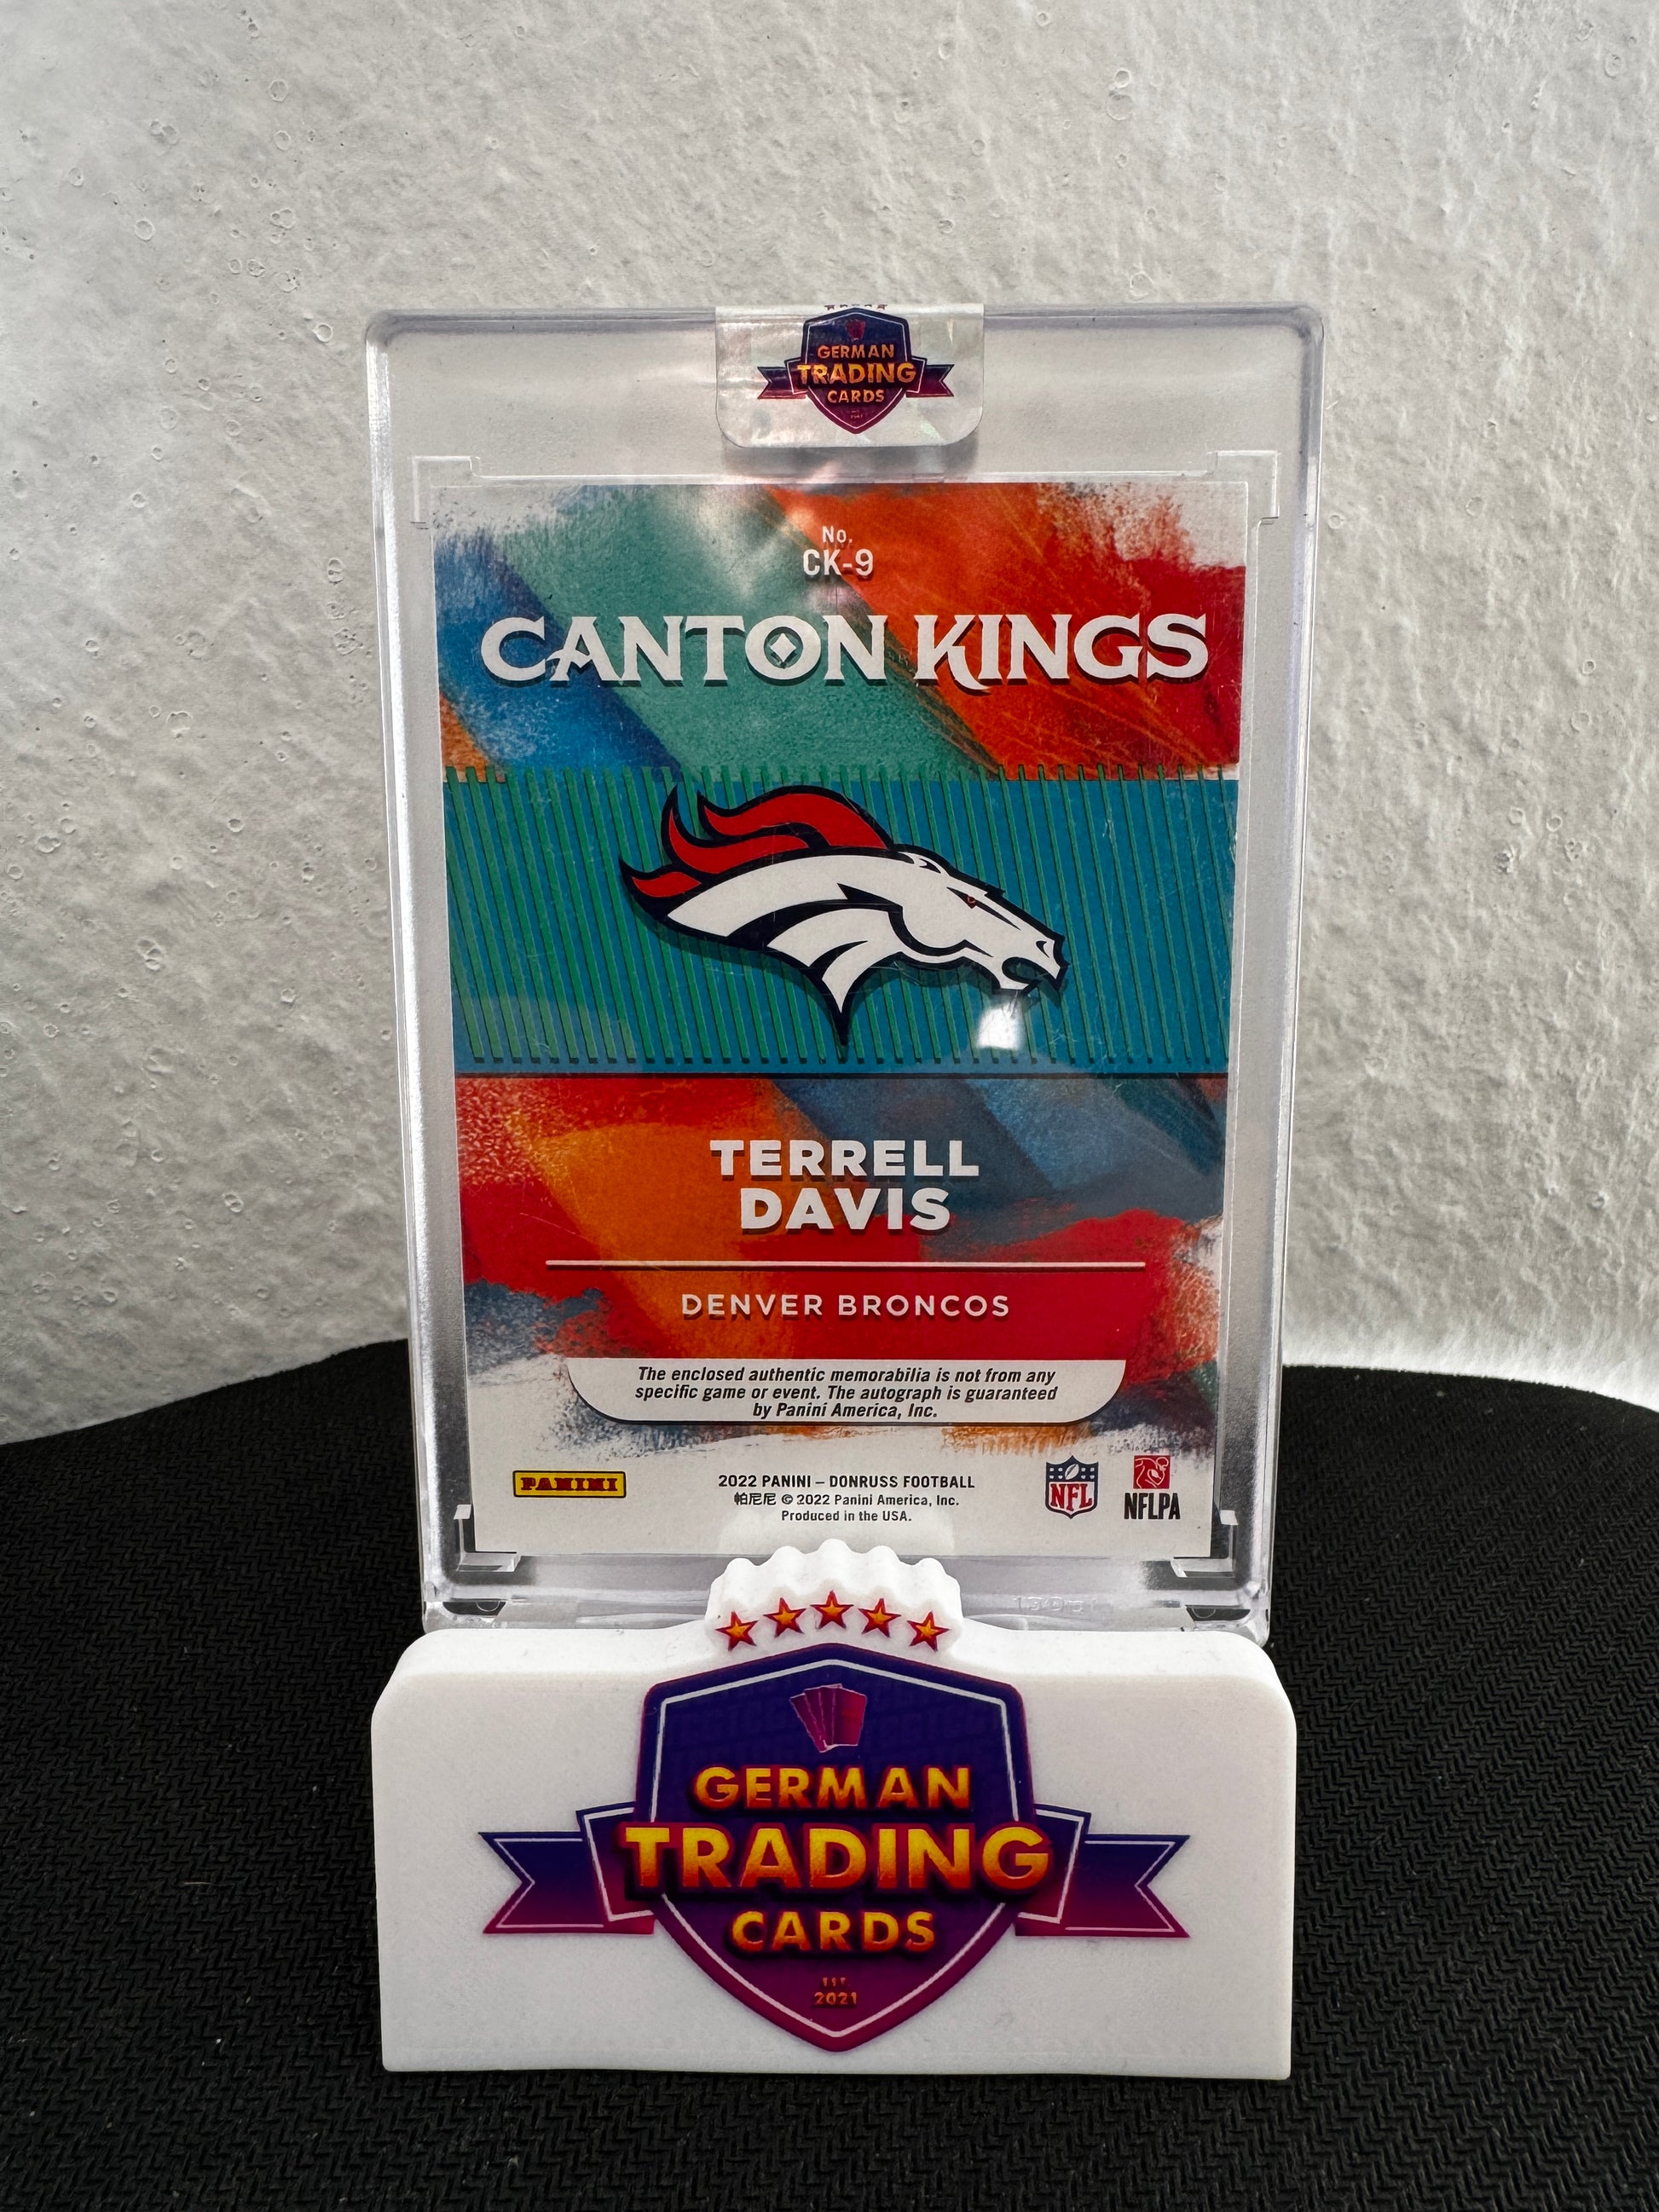 GERMAN
TRADING
CARDS
No.
CK-9
CANTON KINGS
TERRELL
DAVIS
DENVER BRONCOS
The enclosed authentic memorabilia is not from any
specific game or event. The autograph is guaranteed
by Panini America, Inc.
PANINI
2022 PANINI – DONRUSS FOOTBALL
帕尼尼 © 2022 Panini America, Inc.
Produced in the USA.
NFL
NFLPA
GERMAN
TRADING
CARDS
EST.
2021